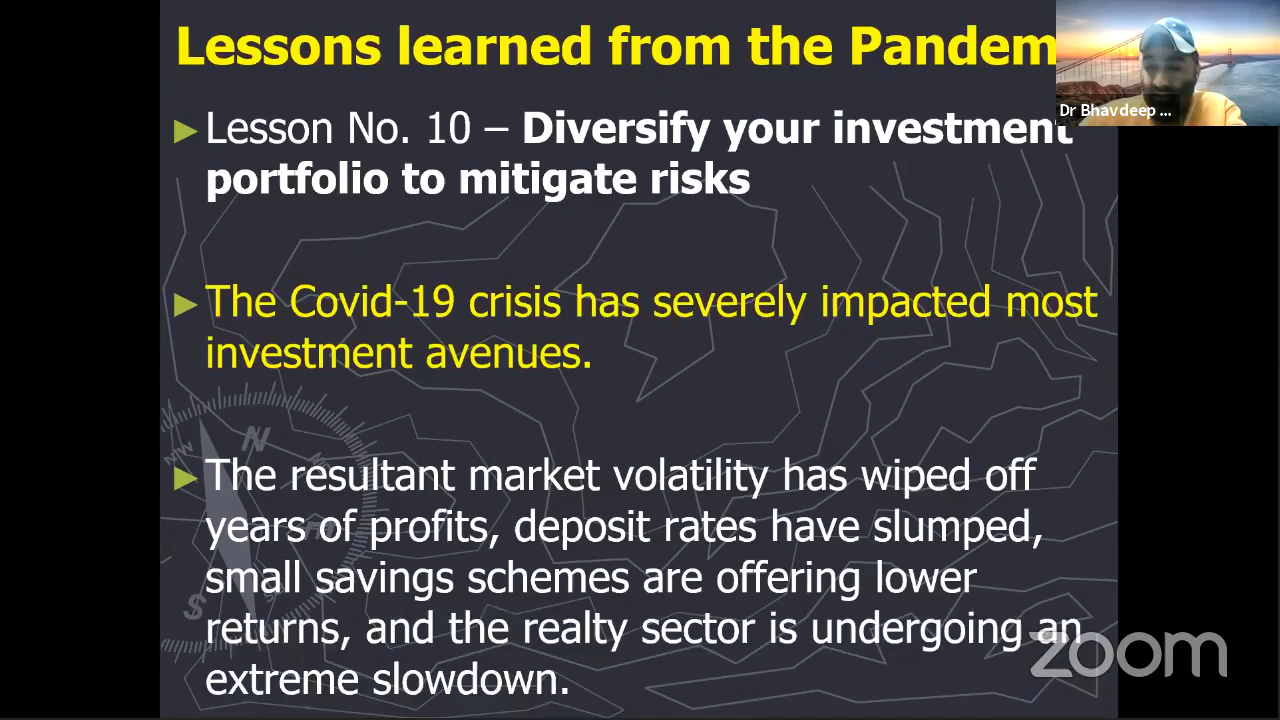 Lessons learned from the Pandem
Dr Bhavdeep ...
►Lesson No. 10 – Diversify your investment
portfolio to mitigate risks
►The Covid-19 crisis has severely impacted most
investment avenues.
►The resultant market volatility has wiped off
years of profits, deposit rates have slumped,
small savings schemes are offering lower
returns, and the realty sector is undergoing an
extreme slowdown.
N
S
zoom